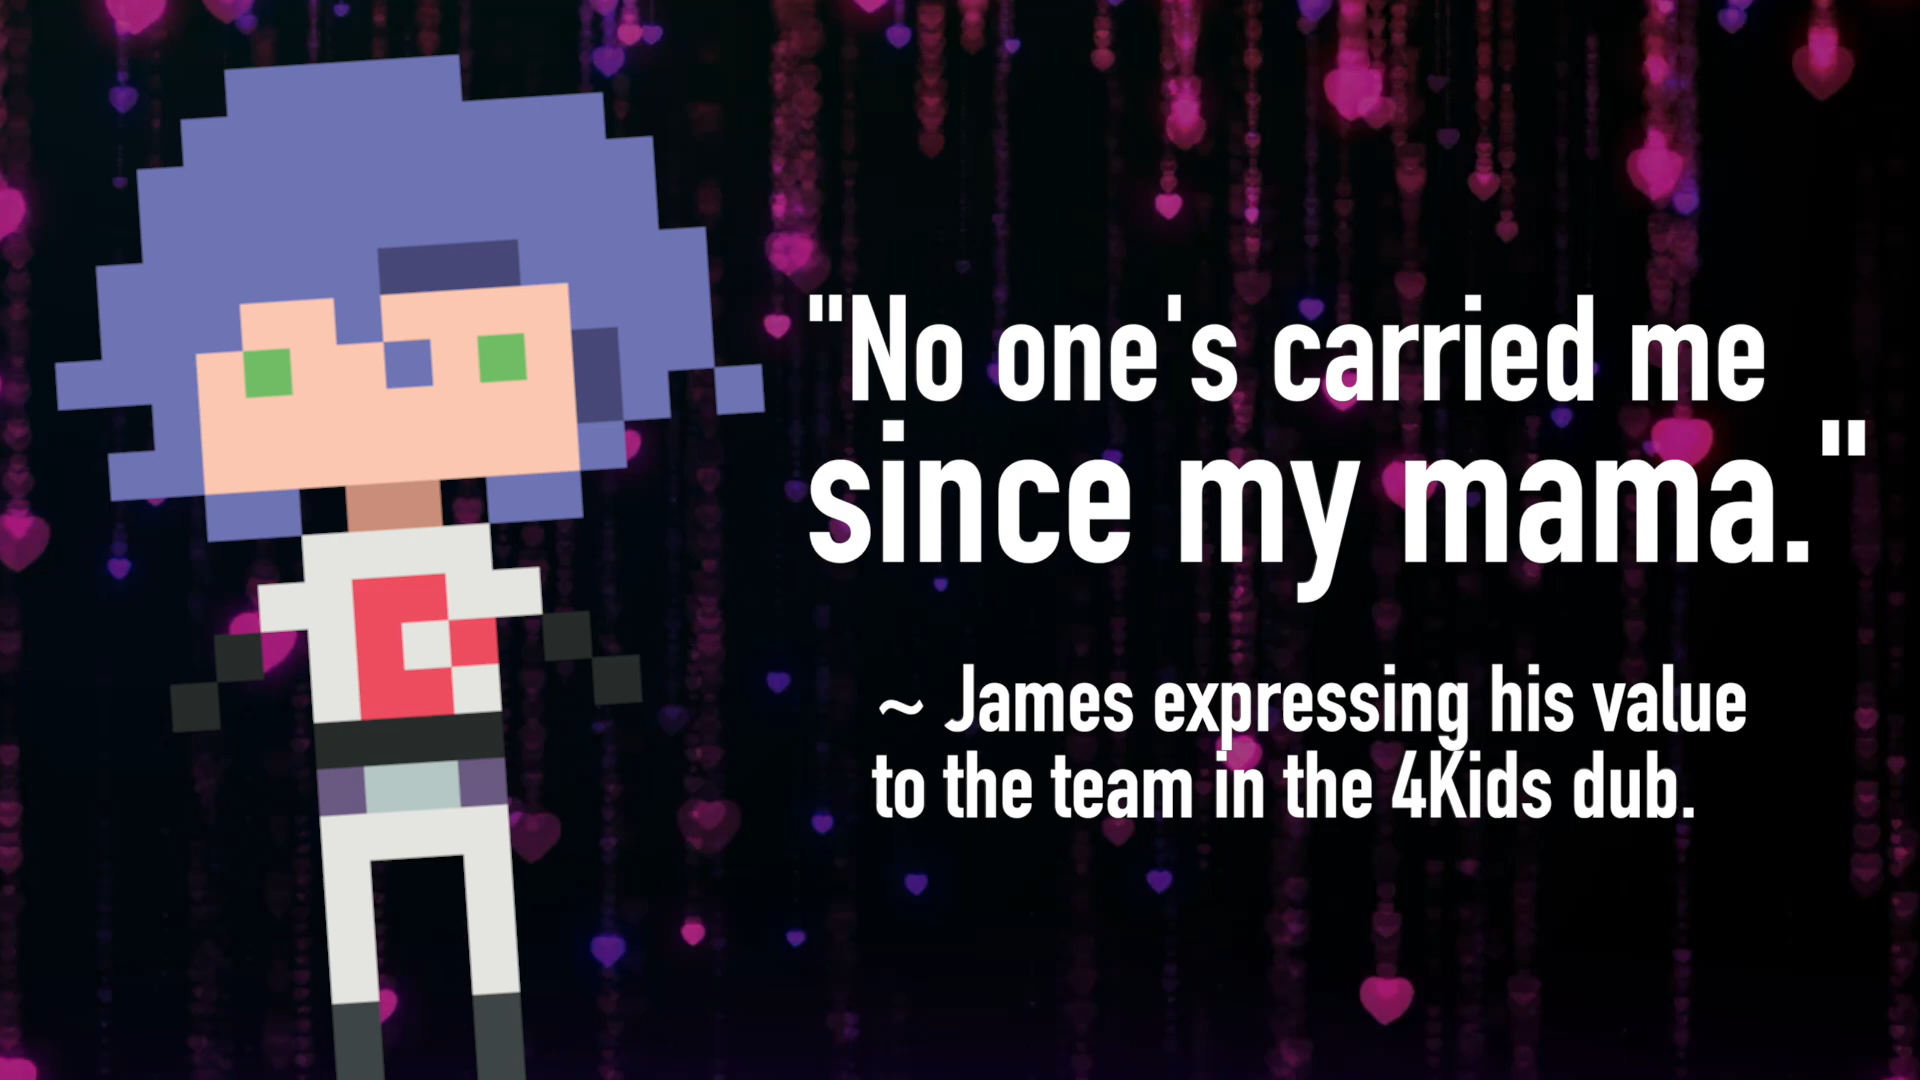 "No one's carried me
since my mama."
~ James expressing his value
to the team in the 4Kids dub.